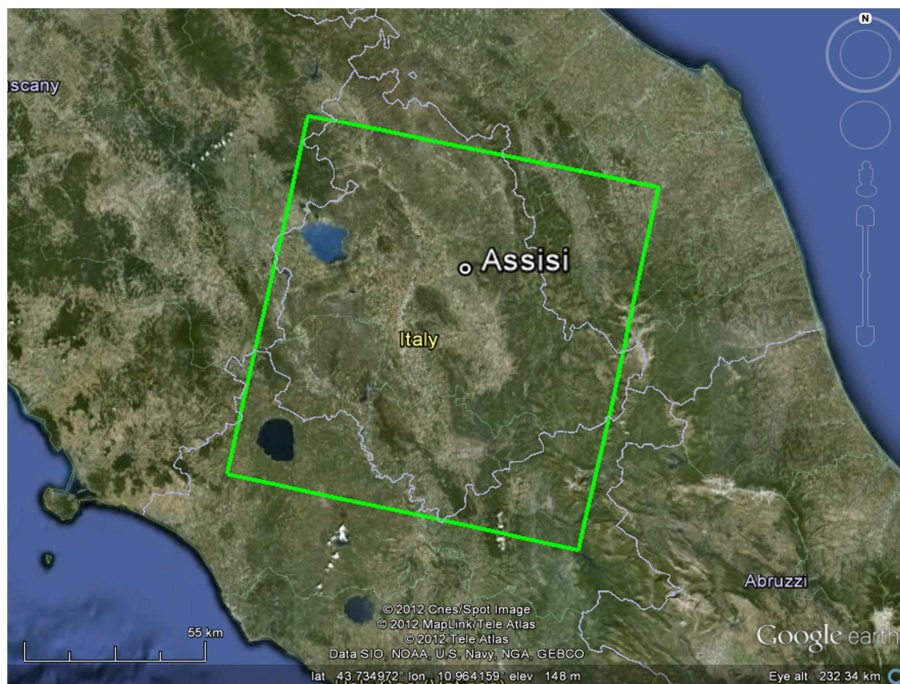 N
uscany
Assisi
Italy
Abruzzi
© 2012 Cnes/Spot Image
© 2012 MapLink/Tele Atlas
© 2012 Tele Atlas
Data SIO, NOAA, U.S. Navy, NGA, GEBCO
55 km
Google earth
lat 43.734972° lon 10.964159° elev 148 m
Eye alt 232.34 km